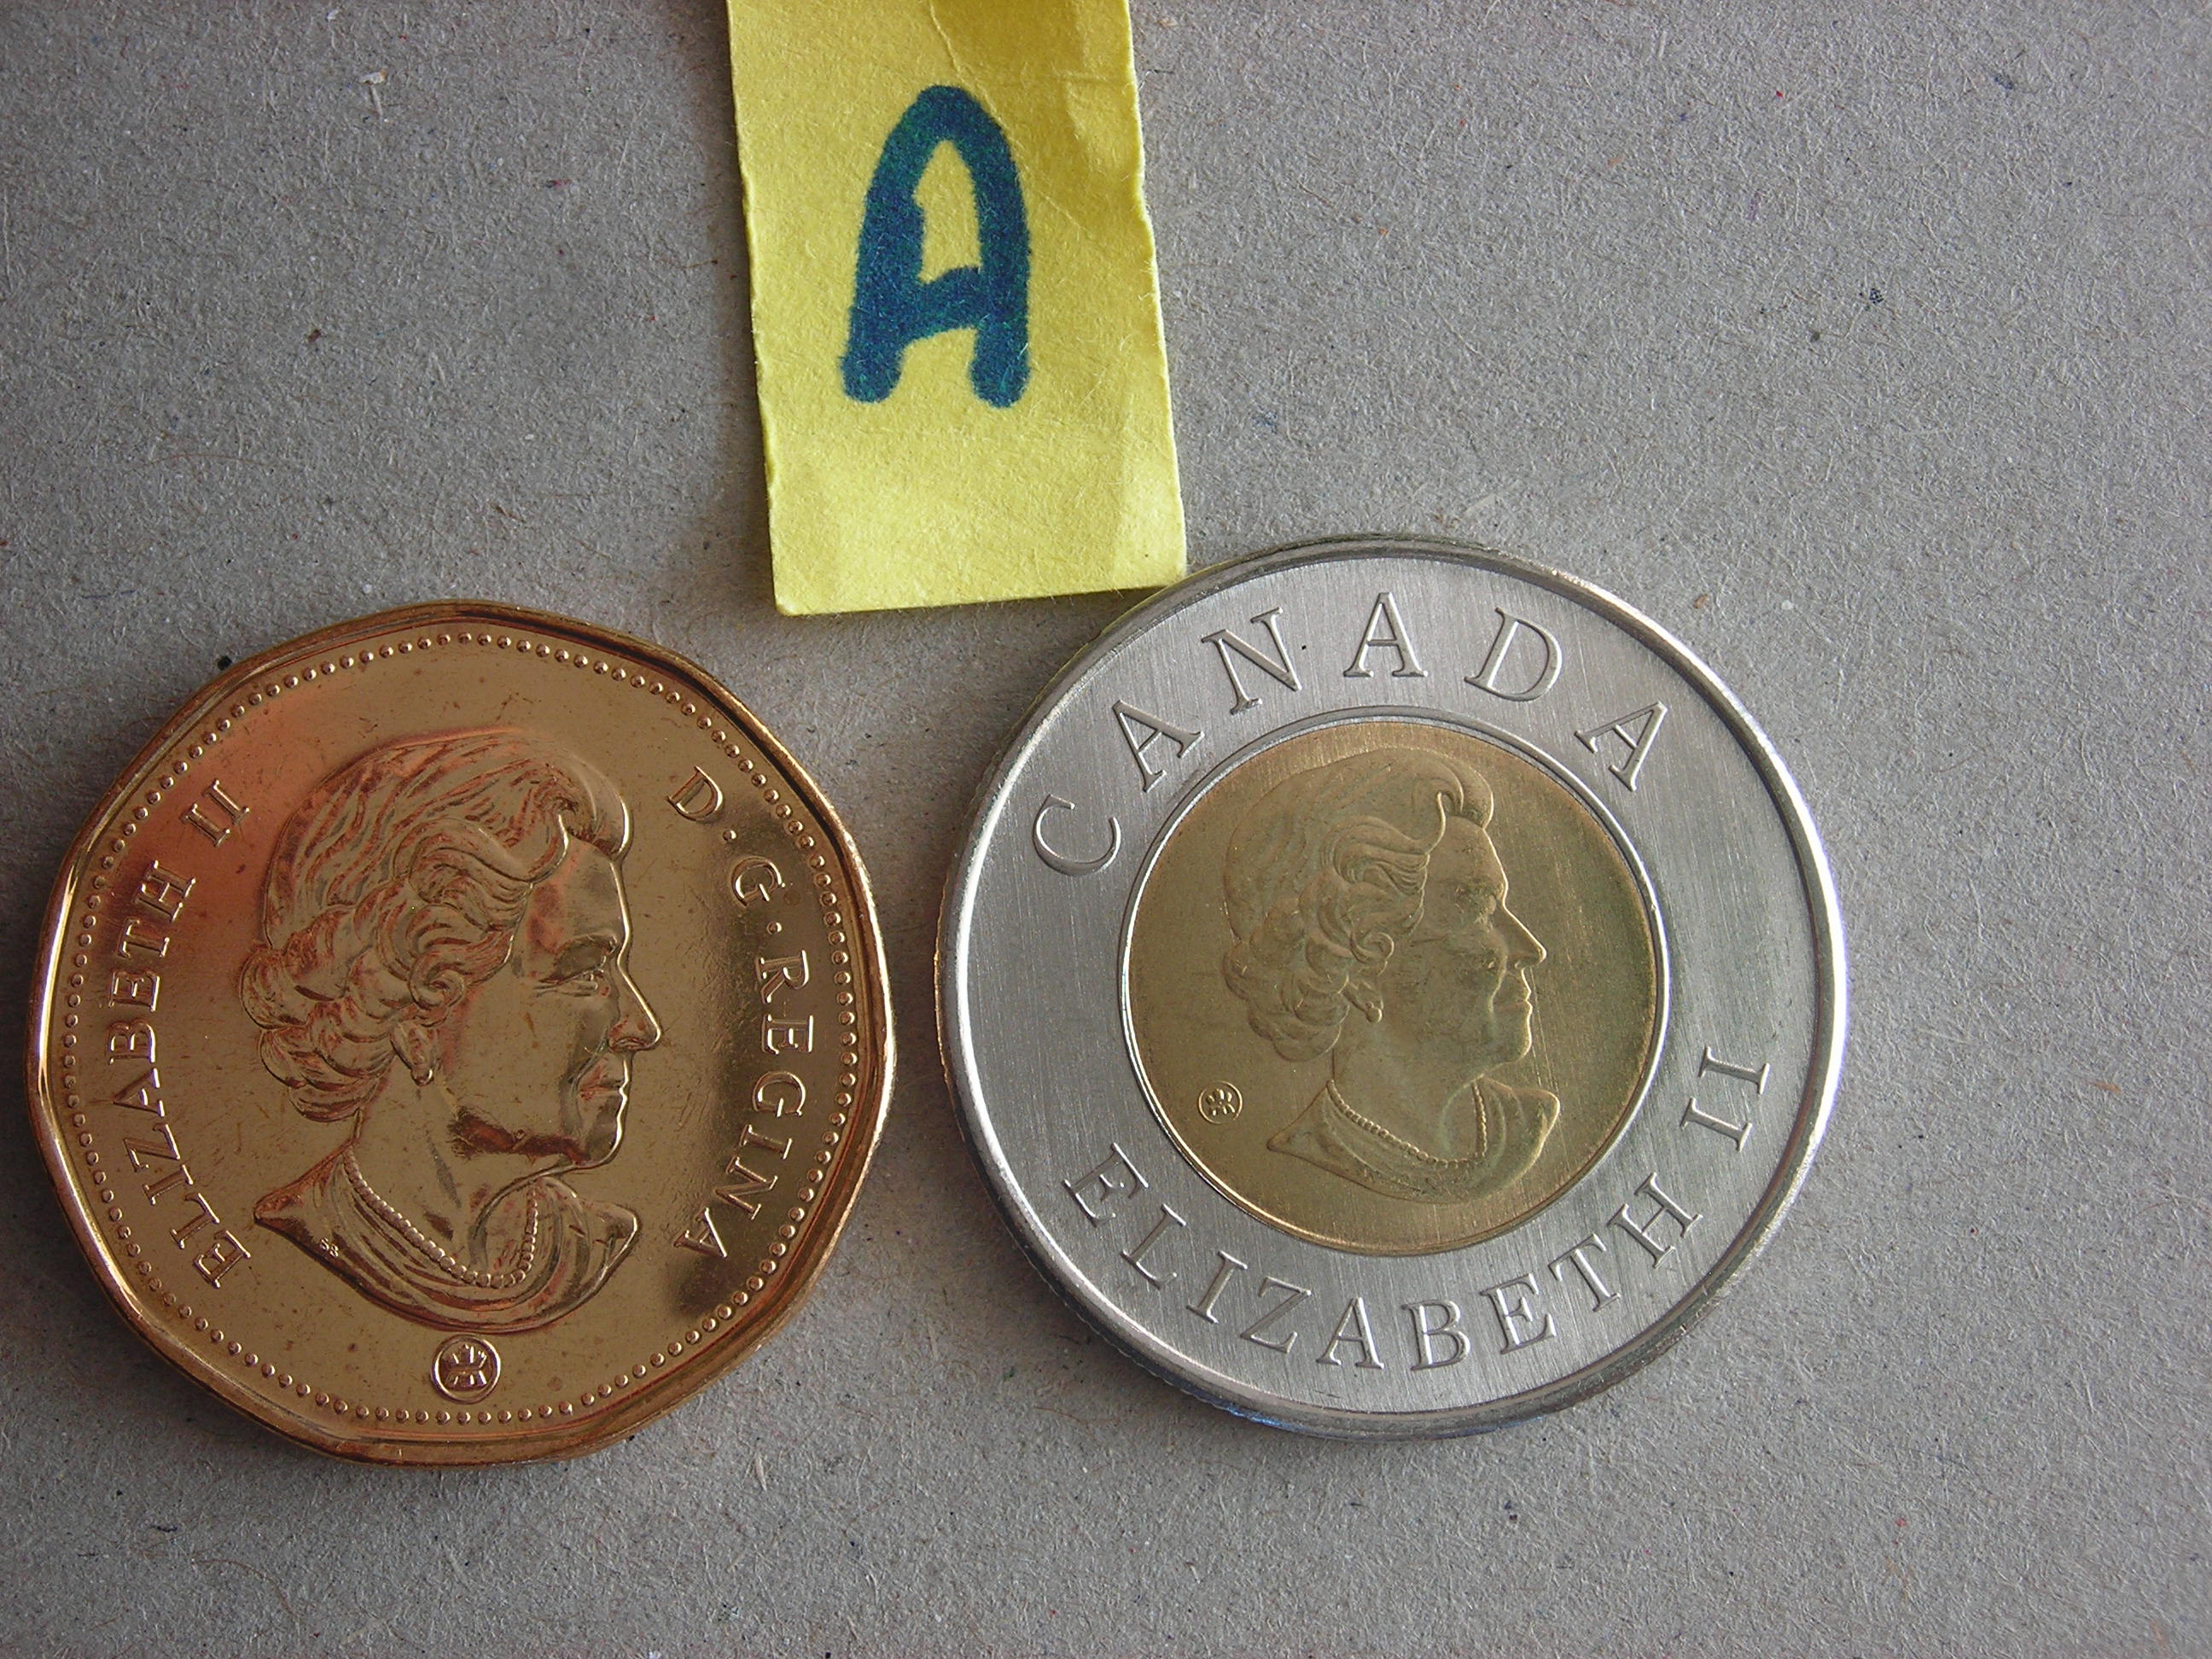 A
ELIZABETH II
D.G.REGINA
CANADA
ELIZABETH II